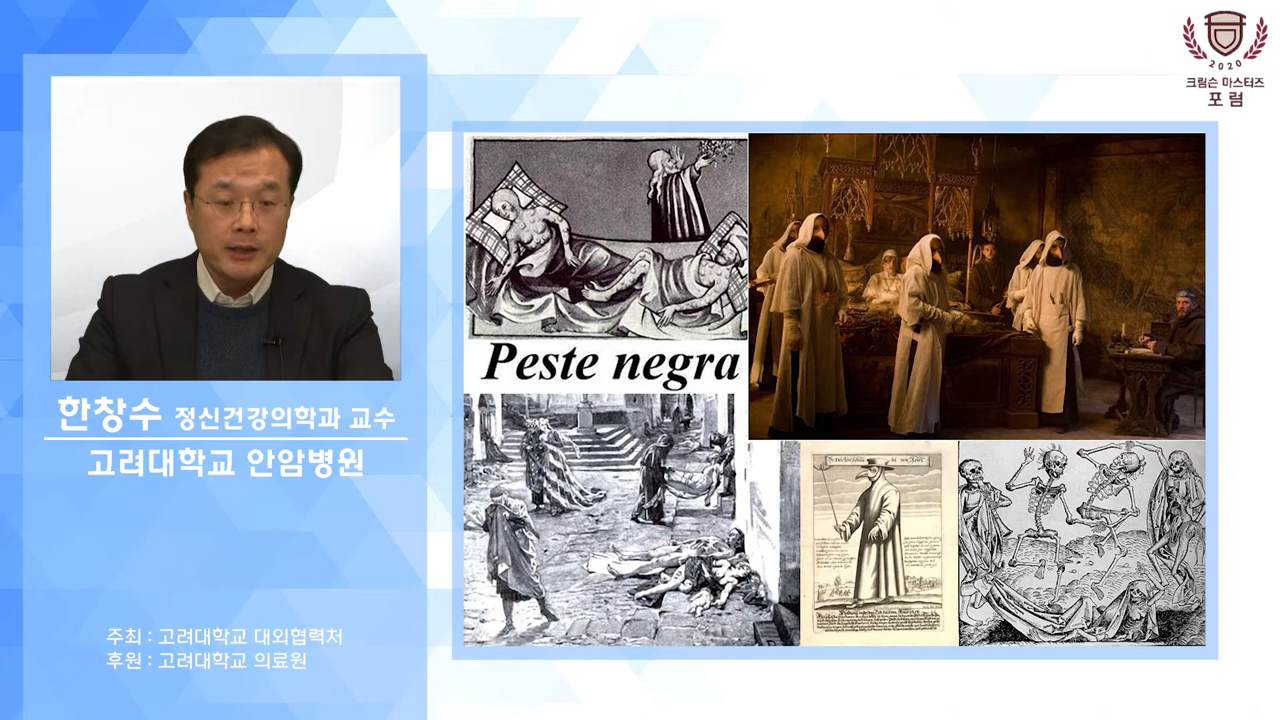 2020
크림슨 마스터즈
포럼
한창수 정신건강의학과 교수
고려대학교 안암병원
주최 : 고려대학교 대외협력처
후원 : 고려대학교 의료원
Peste negra